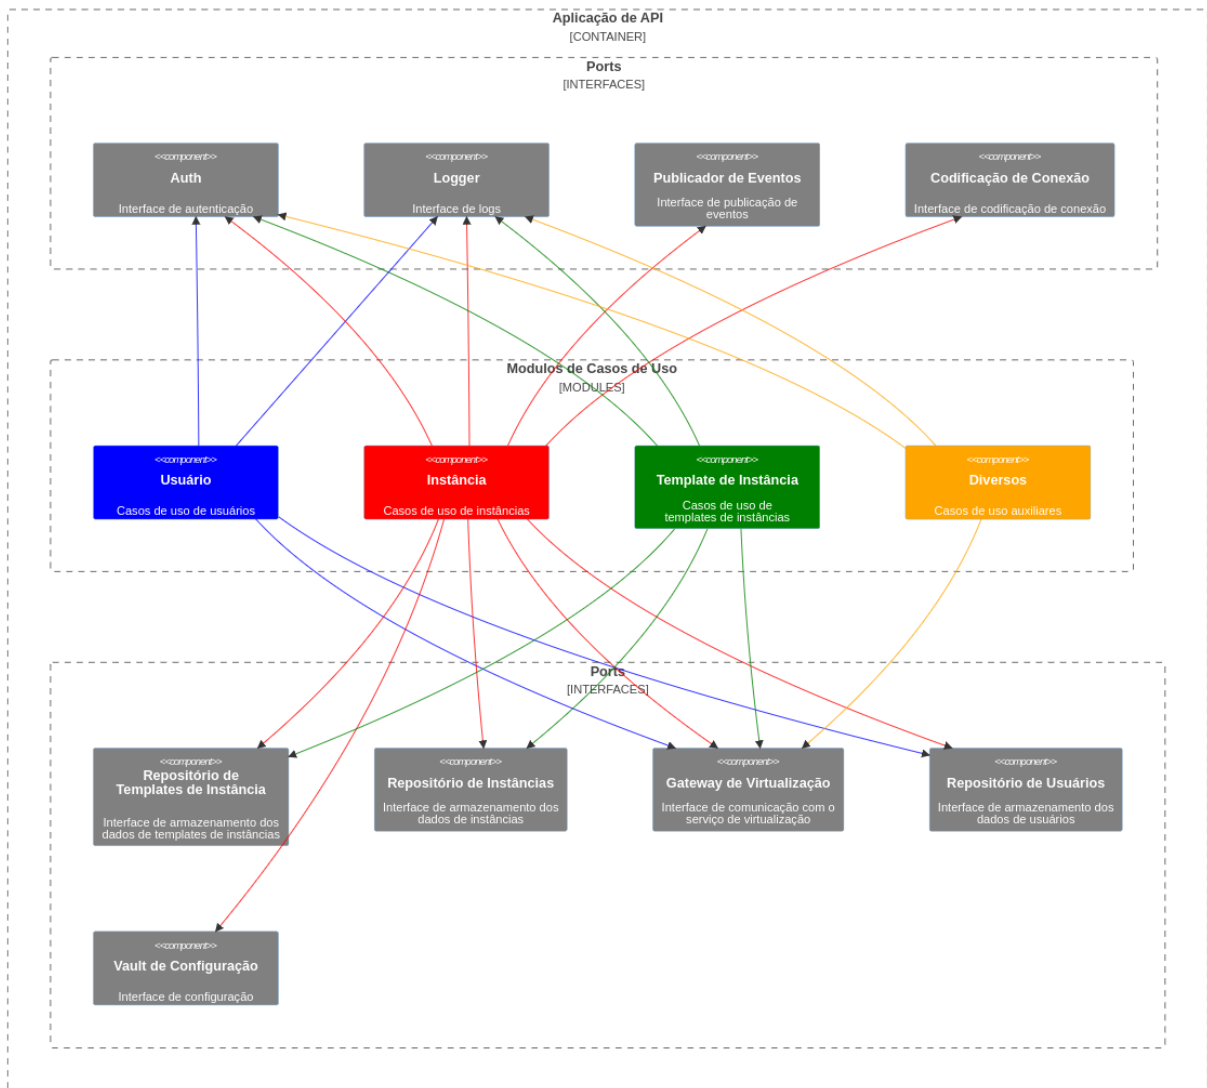 Aplicação de API
[CONTAINER]
Ports
[INTERFACES]
<<component>>
Auth
Interface de autenticação
<<component>>
Logger
Interface de logs
<<component>>
Publicador de Eventos
Interface de publicação de
eventos
<<component>>
Codificação de Conexão
Interface de codificação de conexão
Modulos de Casos de Uso
[MODULES]
<<component>>
Usuário
Casos de uso de usuários
<<component>>
Instância
Casos de uso de instâncias
<<component>>
Template de Instância
Casos de uso de
templates de instâncias
<<component>>
Diversos
Casos de uso auxiliares
Ports
[INTERFACES]
<<component>>
Repositório de
Templates de Instância
Interface de armazenamento dos
dados de templates de instâncias
<<component>>
Repositório de Instâncias
Interface de armazenamento dos
dados de instâncias
<<component>>
Gateway de Virtualização
Interface de comunicação com o
serviço de virtualização
<<component>>
Repositório de Usuários
Interface de armazenamento dos
dados de usuários
<<component>>
Vault de Configuração
Interface de configuração